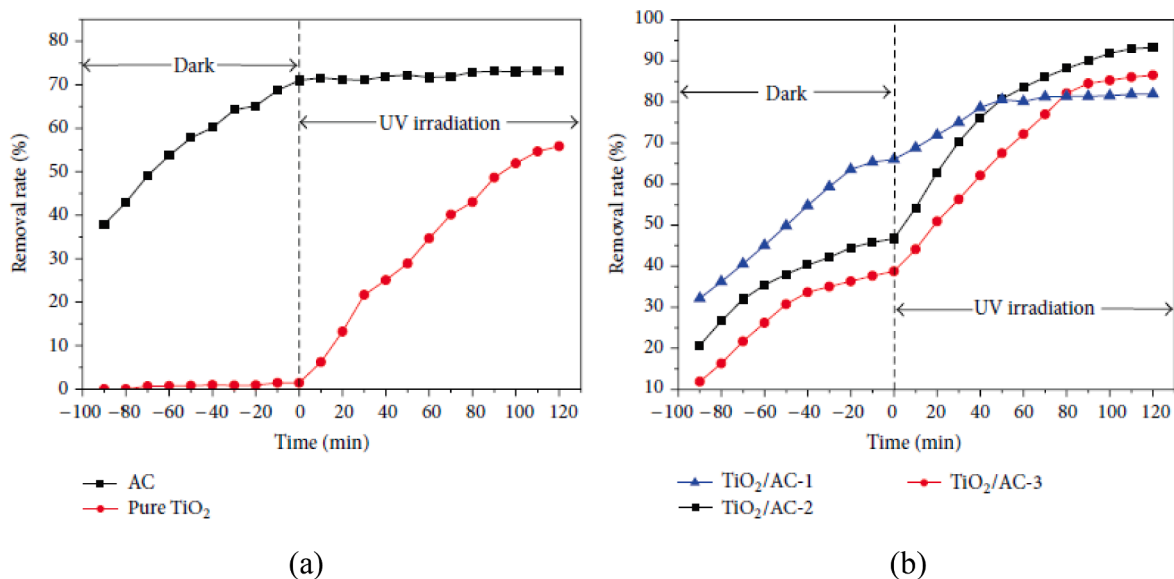 85
80
70
60
50
40
30
20
10
0
Removal rate (%)
Dark
UV irradiation
−100 −80 −60 −40 −20 0 20 40 60 80 100 120
Time (min)
AC
Pure TiO₂
(a)
100
90
80
70
60
50
40
30
20
10
Removal rate (%)
Dark
UV irradiation
−100 −80 −60 −40 −20 0 20 40 60 80 100 120
Time (min)
TiO₂/AC-1 TiO₂/AC-3
TiO₂/AC-2
(b)